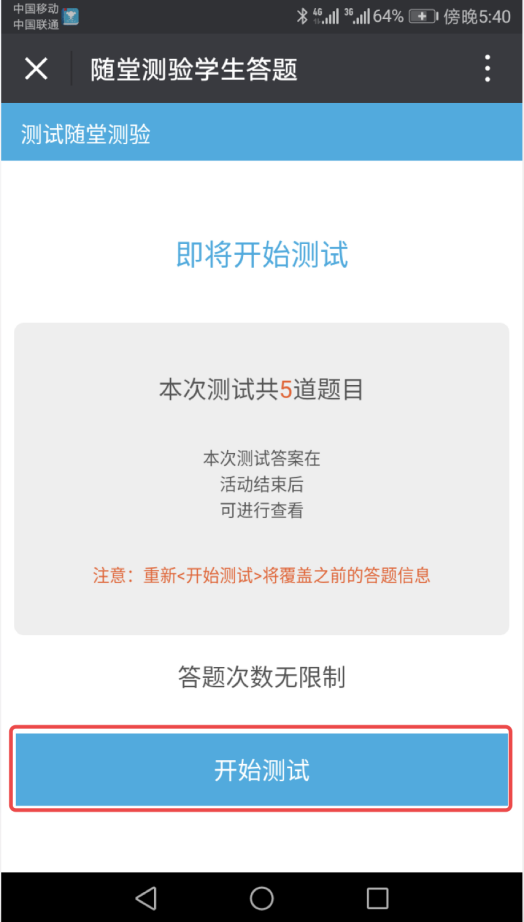 中国移动
中国联通
4G 3G 64% 傍晚5:40
随堂测验学生答题
测试随堂测验
即将开始测试
本次测试共5道题目
本次测试答案在
活动结束后
可进行查看
注意：重新<开始测试>将覆盖之前的答题信息
答题次数无限制
开始测试